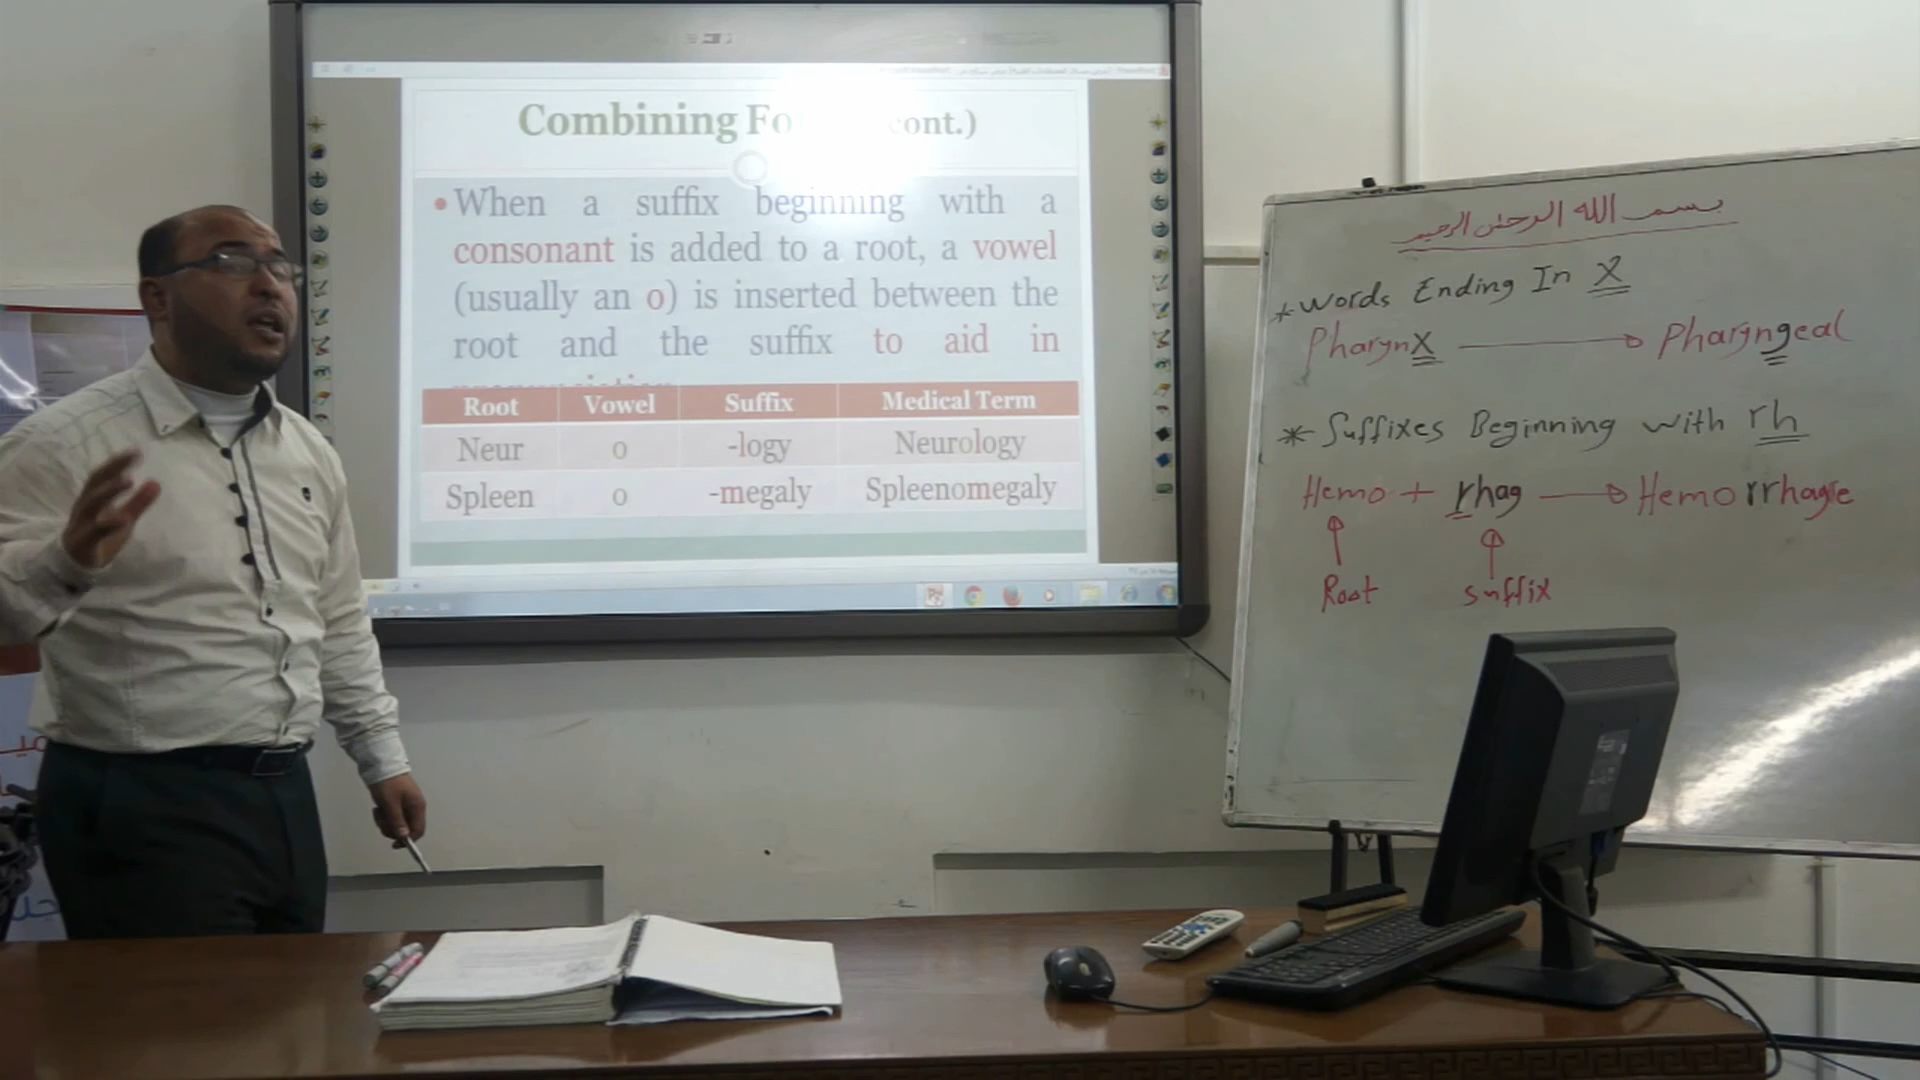 Combining Fo cont.)
• When a suffix beginning with a
consonant is added to a root, a vowel
(usually an o) is inserted between the
root and the suffix to aid in
Root Vowel Suffix Medical Term
Neur o -logy Neurology
Spleen o -megaly Spleenomegaly
بسم الله الرحمن الرحيم
* Words Ending In X
Pharynx → Pharyngeal
* Suffixes Beginning with rh
Hemo + rhag → Hemorrhage
Root suffix